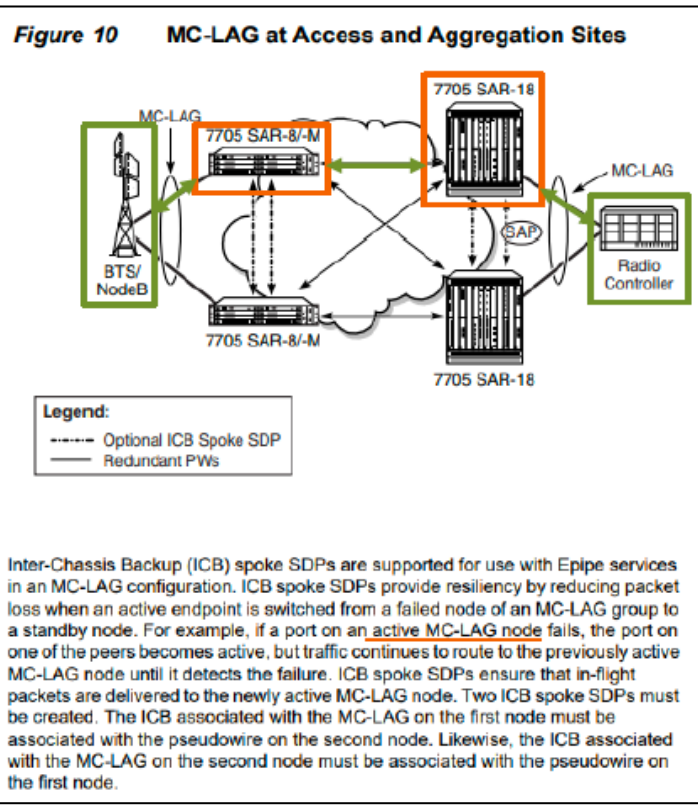 Figure 10 MC-LAG at Access and Aggregation Sites
7705 SAR-18
MC-LAG
7705 SAR-8/-M
MC-LAG
SAP
BTS/
NodeB
Radio
Controller
7705 SAR-8/-M
7705 SAR-18
Legend:
Optional ICB Spoke SDP
Redundant PWs
Inter-Chassis Backup (ICB) spoke SDPs are supported for use with Epipe services
in an MC-LAG configuration. ICB spoke SDPs provide resiliency by reducing packet
loss when an active endpoint is switched from a failed node of an MC-LAG group to
a standby node. For example, if a port on an active MC-LAG node fails, the port on
one of the peers becomes active, but traffic continues to route to the previously active
MC-LAG node until it detects the failure. ICB spoke SDPs ensure that in-flight
packets are delivered to the newly active MC-LAG node. Two ICB spoke SDPs must
be created. The ICB associated with the MC-LAG on the first node must be
associated with the pseudowire on the second node. Likewise, the ICB associated
with the MC-LAG on the second node must be associated with the pseudowire on
the first node.